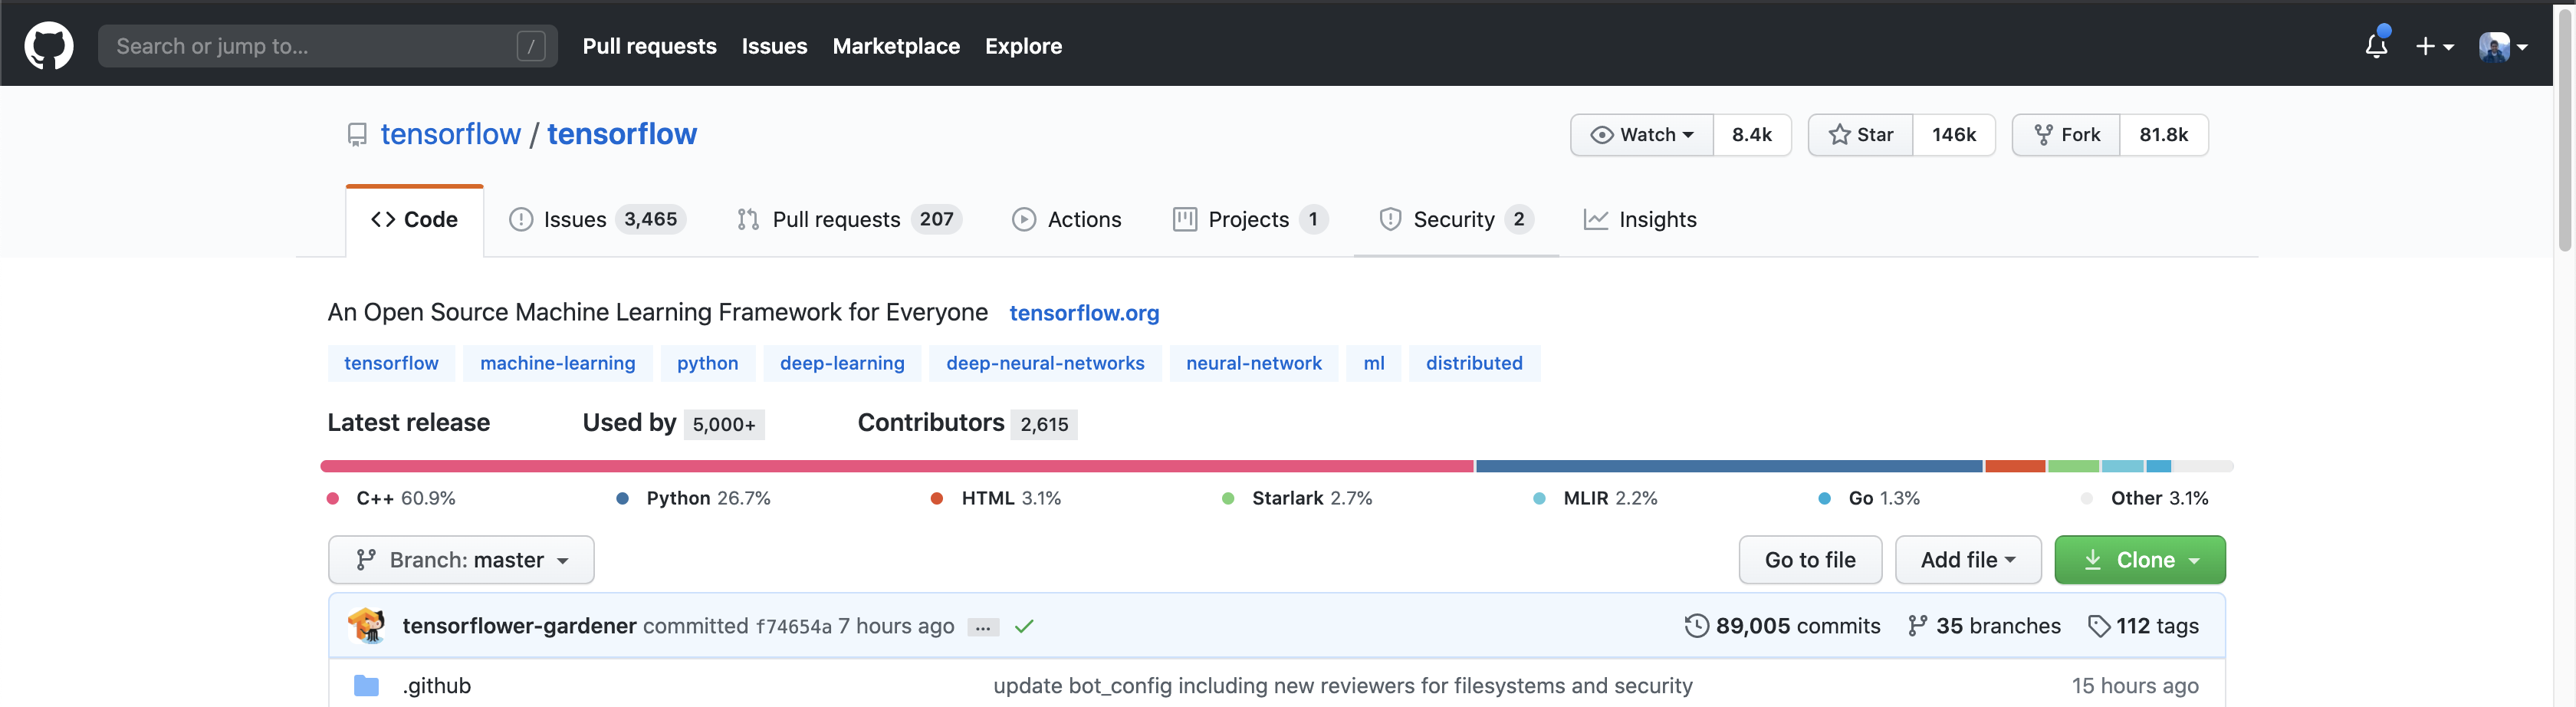 Search or jump to... / Pull requests Issues Marketplace Explore
tensorflow / tensorflow Watch 8.4k Star 146k Fork 81.8k
Code Issues 3,465 Pull requests 207 Actions Projects 1 Security 2 Insights
An Open Source Machine Learning Framework for Everyone tensorflow.org
tensorflow machine-learning python deep-learning deep-neural-networks neural-network ml distributed
Latest release Used by 5,000+ Contributors 2,615
C++ 60.9% Python 26.7% HTML 3.1% Starlark 2.7% MLIR 2.2% Go 1.3% Other 3.1%
Branch: master Go to file Add file Clone
tensorflower-gardener committed f74654a 7 hours ago ... 89,005 commits 35 branches 112 tags
.github update bot_config including new reviewers for filesystems and security 15 hours ago